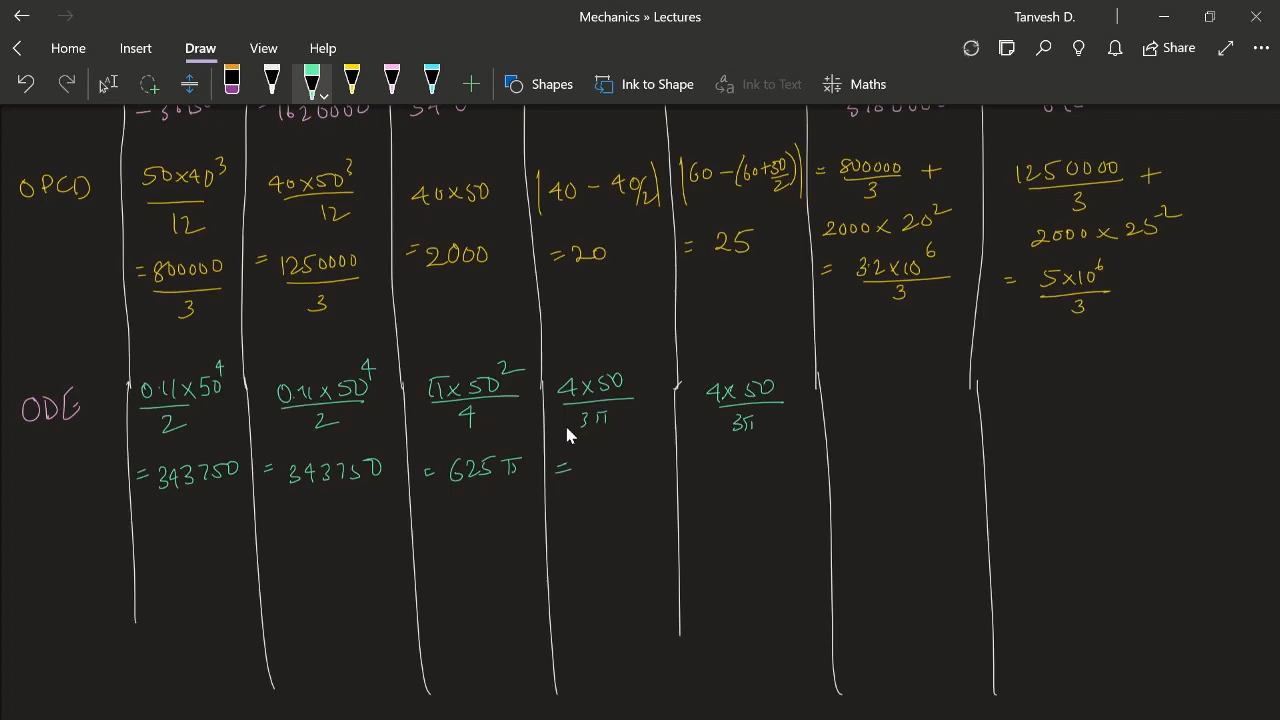 Mechanics » Lectures
Tanvesh D.
Home Insert Draw View Help
Share
Shapes Ink to Shape Ink to Text Maths
= 1620000
OPCD
50×40³/12
= 800000/3
40×50³/12
= 1250000/3
40×50
= 2000
|40 - 40/2|
= 20
|60 - (60+50/2)|
= 25
= 800000/3 +
2000 × 20²
= 3.2×10⁶/3
1250000/3 +
2000 × 25²
= 5×10⁶/3
ODE
0.11×50⁴/2
= 343750
0.11×50⁴/2
= 343750
π×50²/4
= 625π
4×50/3π
=
4×50/3π